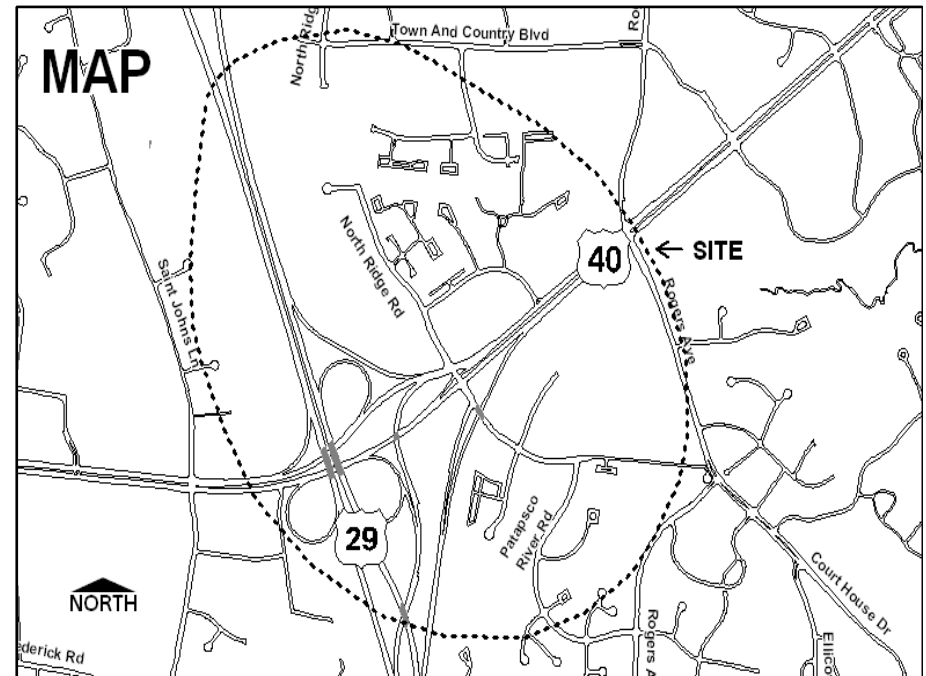 MAP
North Ridg
Town And Country Blvd
Ro
North Ridge Rd
40
SITE
Saint Johns Ln
Rogers Ave
29
Patapsco
River Rd
NORTH
Court House Dr
ederick Rd
Rogers A
Ellico